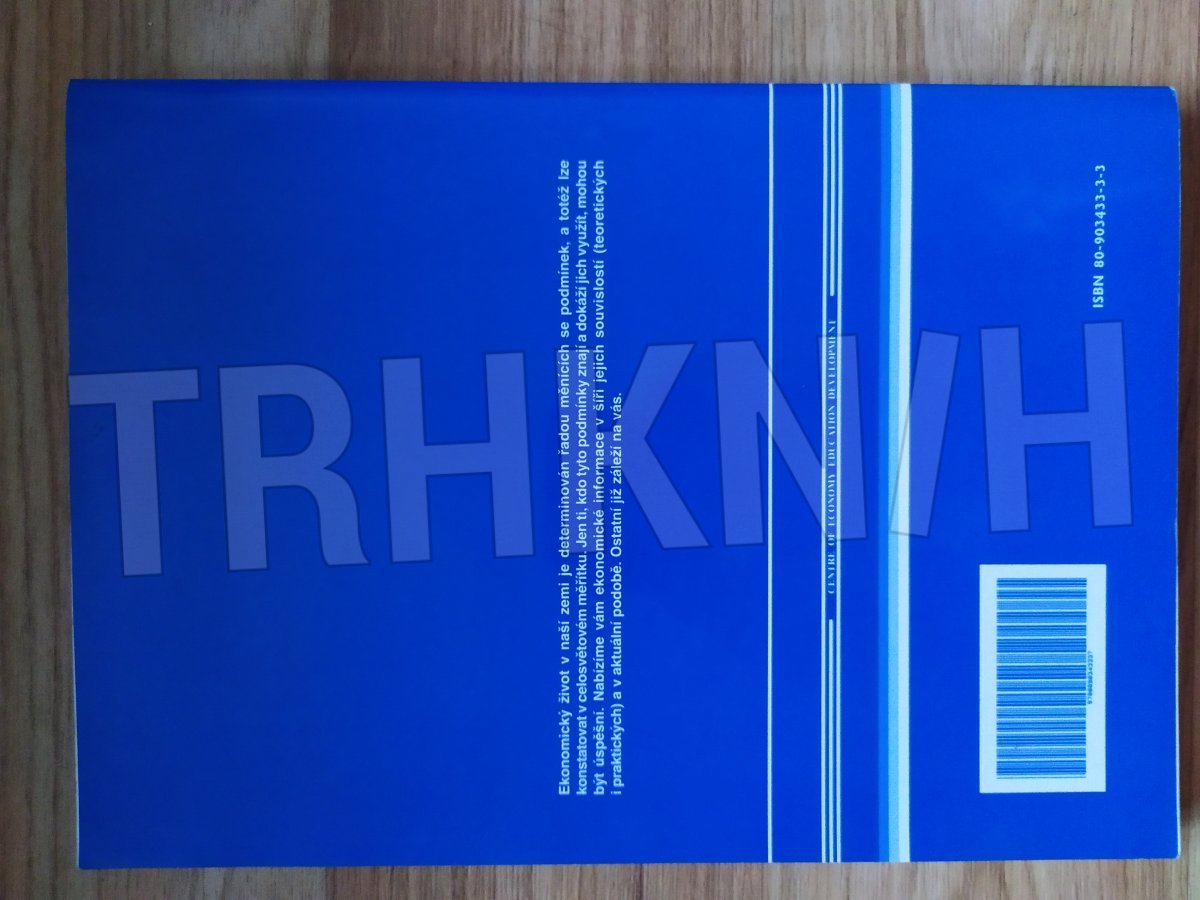 Ekonomický život v naší zemi je determinován řadou měnících se podmínek, a totéž lze
konstatovat v celosvětovém měřítku. Jen ti, kdo tyto podmínky znají a dokáží jich využít, mohou
být úspěšní. Nabízíme vám ekonomické informace v šíři jejich souvislostí (teoretických
i praktických) a v aktuální podobě. Ostatní již záleží na vás.
TRHKNIH
CENTRE OF ECONOMY EDUCATION DEVELOPMENT
ISBN 80-903433-3-3